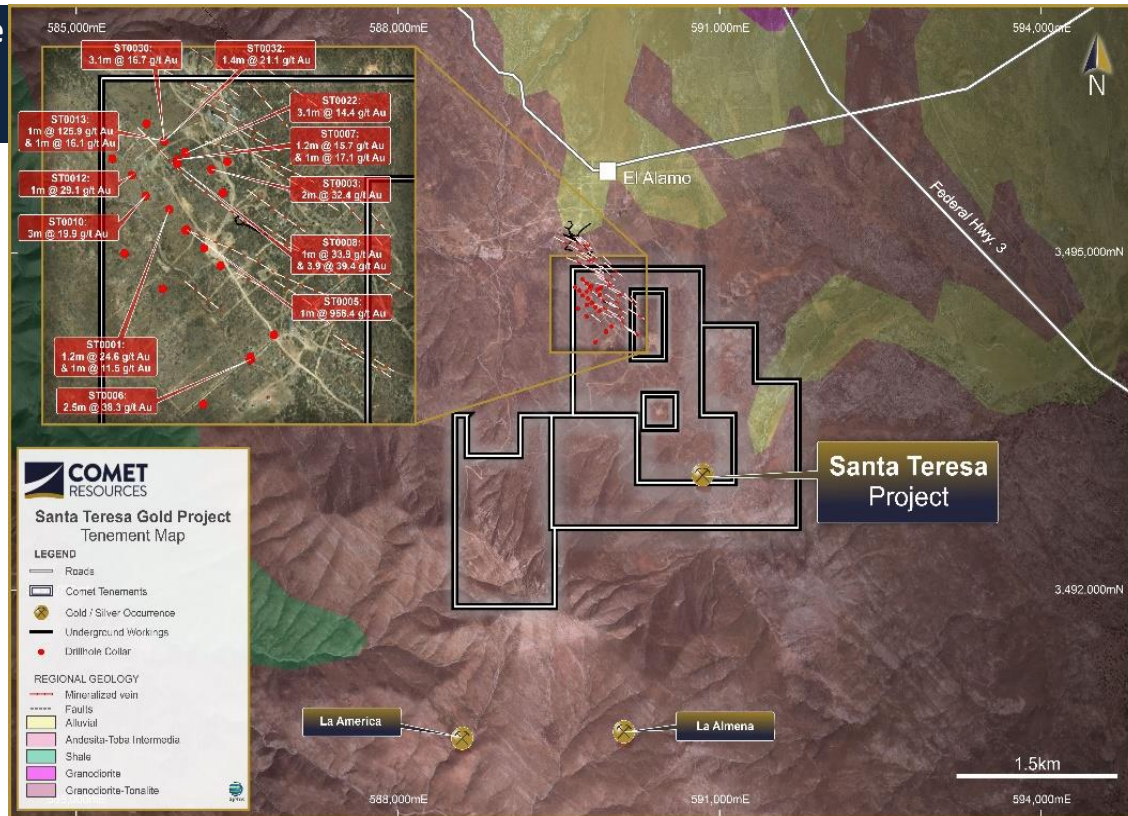 e
585,000mE
588,000mE
591,000mE
594,000mE
N
ST0030:
3.1m @ 16.7 g/t Au
ST0032:
1.4m @ 21.1 g/t Au
ST0022:
3.1m @ 14.4 g/t Au
ST0013:
1m @ 125.9 g/t Au
& 1m @ 16.1 g/t Au
ST0007:
1.2m @ 15.7 g/t Au
& 1m @ 17.1 g/t Au
ST0012:
1m @ 29.1 g/t Au
ST0003:
2m @ 32.4 g/t Au
ST0010:
3m @ 19.9 g/t Au
ST0008:
1m @ 33.9 g/t Au
& 3.9 @ 39.4 g/t Au
ST0005:
1m @ 958.4 g/t Au
ST0001:
1.2m @ 24.6 g/t Au
& 1m @ 11.5 g/t Au
ST0006:
2.5m @ 38.3 g/t Au
El Alamo
Federal Hwy. 3
3,495,000mN
Santa Teresa
Project
3,492,000mN
La America
La Almena
1.5km
COMET
RESOURCES
Santa Teresa Gold Project
Tenement Map
LEGEND
Roads
Comet Tenements
Gold / Silver Occurrence
Underground Workings
Drillhole Collar
REGIONAL GEOLOGY
Mineralized vein
Faults
Alluvial
Andesita-Toba Intermedia
Shale
Granodiorite
Granodiorite-Tonalite
588,000mE
591,000mE
594,000mE